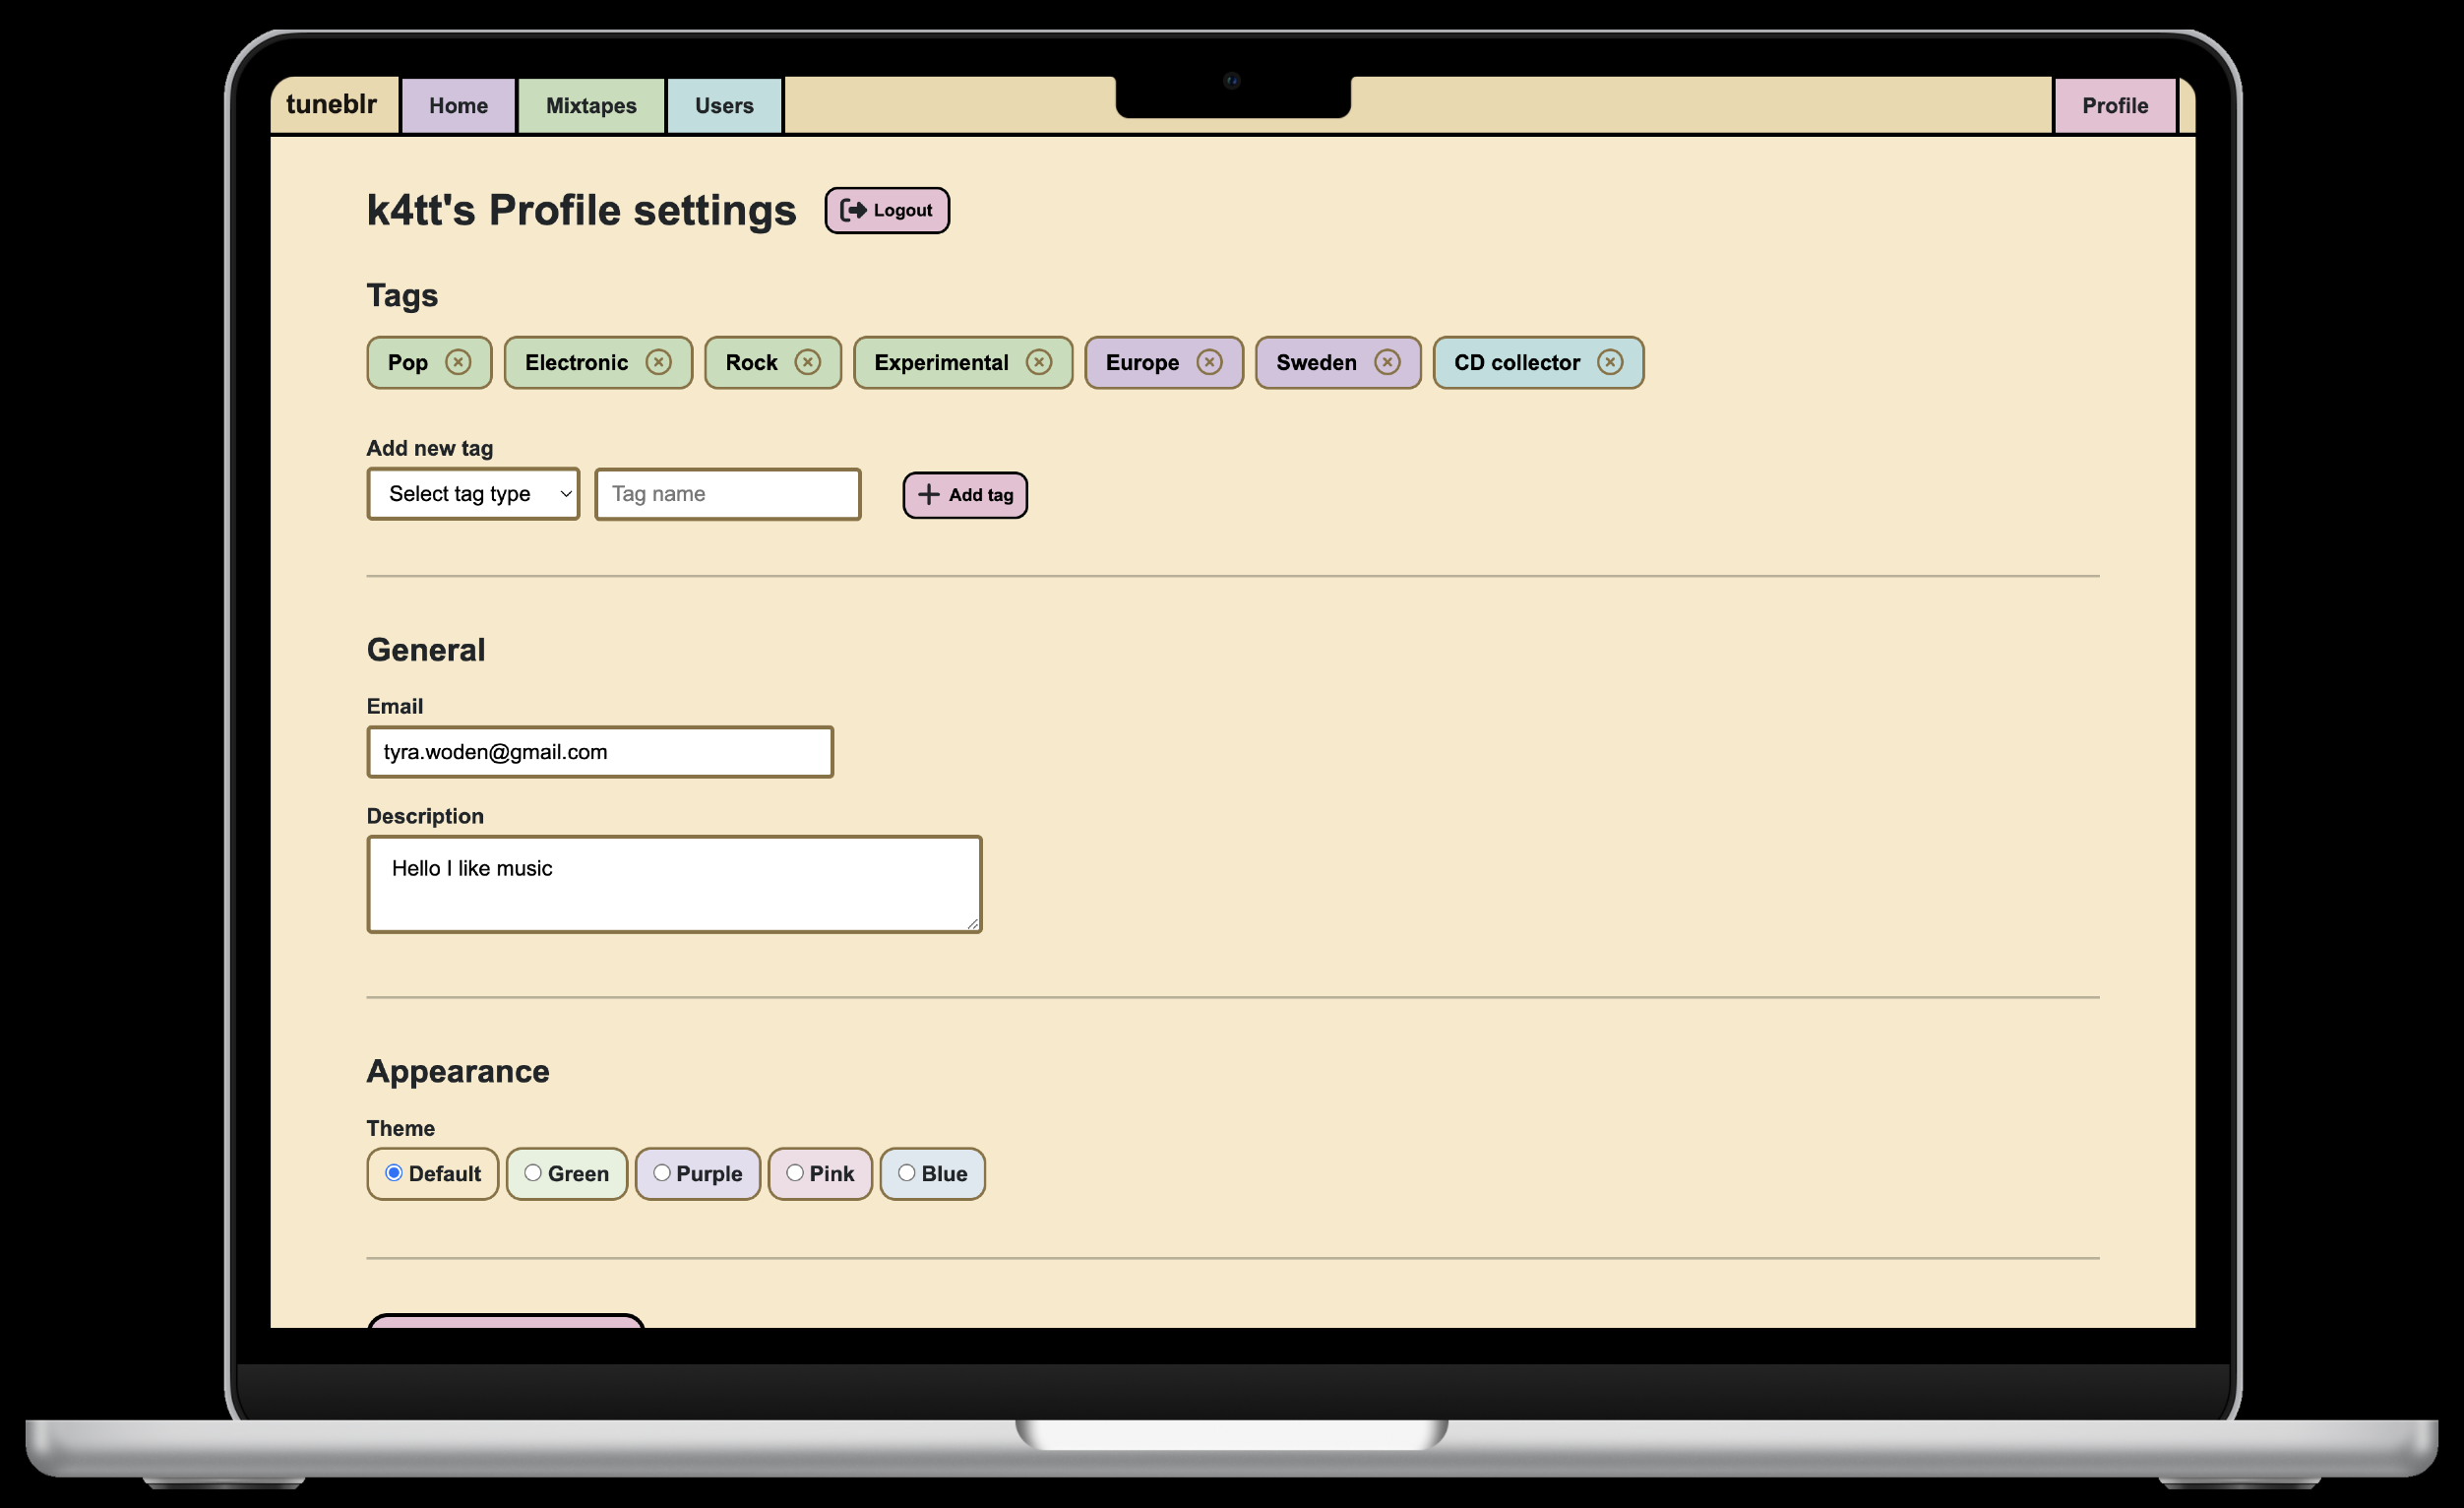 tuneblr Home Mixtapes Users Profile
k4tt's Profile settings Logout
Tags
Pop Electronic Rock Experimental Europe Sweden CD collector
Add new tag
Select tag type Tag name Add tag
General
Email
tyra.woden@gmail.com
Description
Hello I like music
Appearance
Theme
Default Green Purple Pink Blue